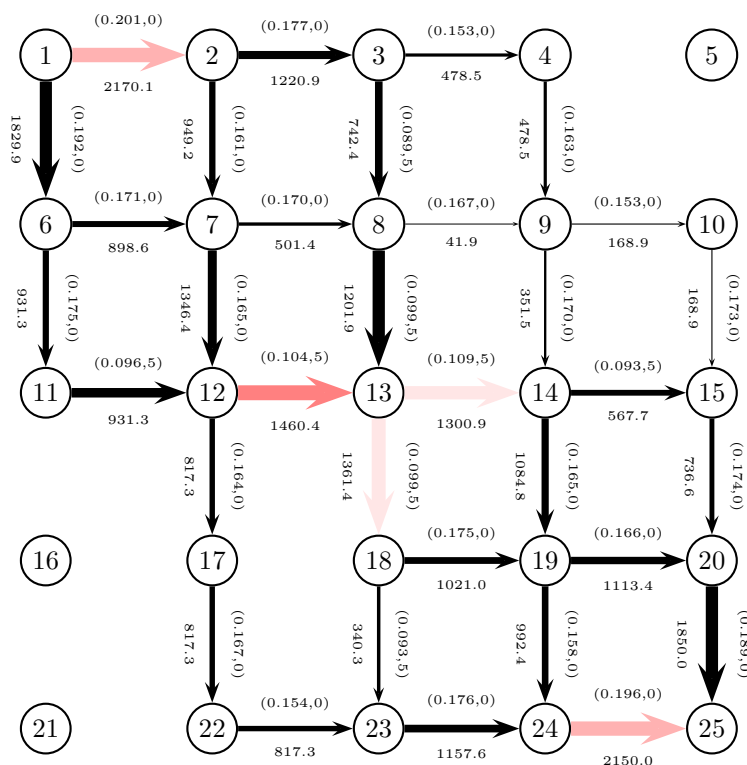 (0.201,0) (0.177,0) (0.153,0)
1 2 3 4 5
2170.1 1220.9 478.5
1829.9 (0.192,0) 949.2 (0.161,0) 742.4 (0.089,5) 478.5 (0.163,0)
(0.171,0) (0.170,0) (0.167,0) (0.153,0)
6 7 8 9 10
898.6 501.4 41.9 168.9
931.3 (0.175,0) 1346.4 (0.165,0) 1201.9 (0.099,5) 351.5 (0.170,0) 168.9 (0.173,0)
(0.096,5) (0.104,5) (0.109,5) (0.093,5)
11 12 13 14 15
931.3 1460.4 1300.9 567.7
817.3 (0.164,0) 1361.4 (0.099,5) 1084.8 (0.165,0) 736.6 (0.174,0)
(0.175,0) (0.166,0)
16 17 18 19 20
1021.0 1113.4
817.3 (0.167,0) 340.3 (0.093,5) 992.4 (0.158,0) 1850.0 (0.189,0)
(0.154,0) (0.176,0) (0.196,0)
21 22 23 24 25
817.3 1157.6 2150.0